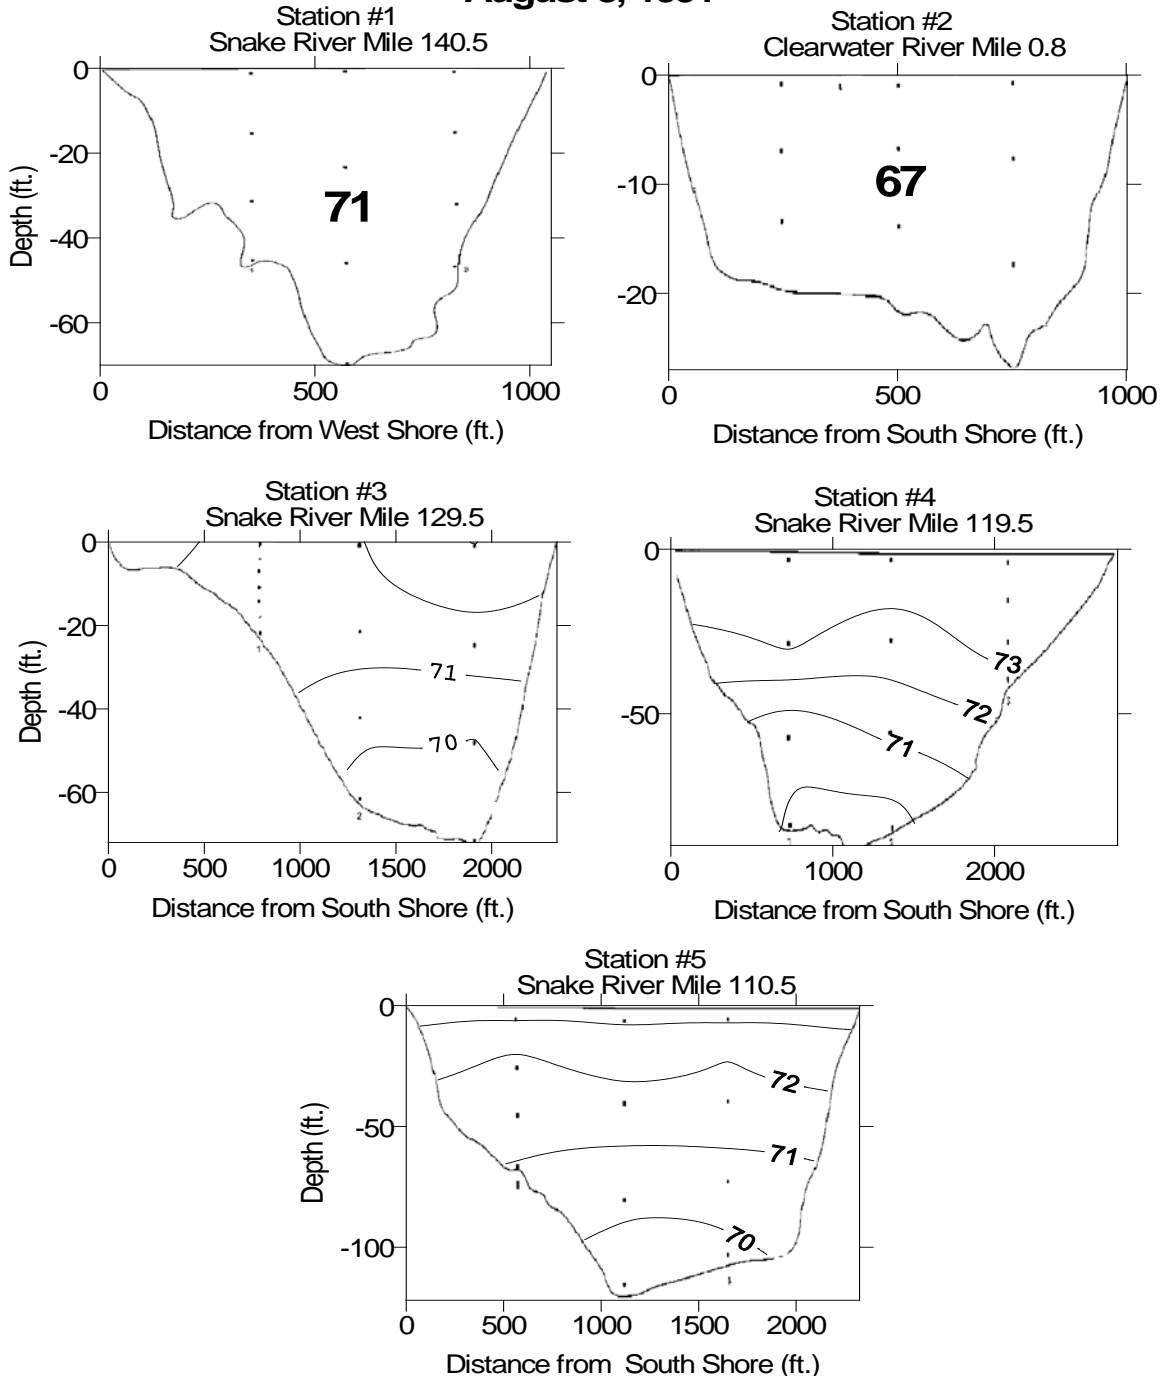 Station #1
Snake River Mile 140.5
0
-20
-40
-60
Depth (ft.)
71
0 500 1000
Distance from West Shore (ft.)
Station #2
Clearwater River Mile 0.8
0
-10
-20
67
0 500 1000
Distance from South Shore (ft.)
Station #3
Snake River Mile 129.5
0
-20
-40
-60
Depth (ft.)
71
70
0 500 1000 1500 2000
Distance from South Shore (ft.)
Station #4
Snake River Mile 119.5
0
-50
73
72
71
0 1000 2000
Distance from South Shore (ft.)
Station #5
Snake River Mile 110.5
0
-50
-100
Depth (ft.)
72
71
70
0 500 1000 1500 2000
Distance from South Shore (ft.)